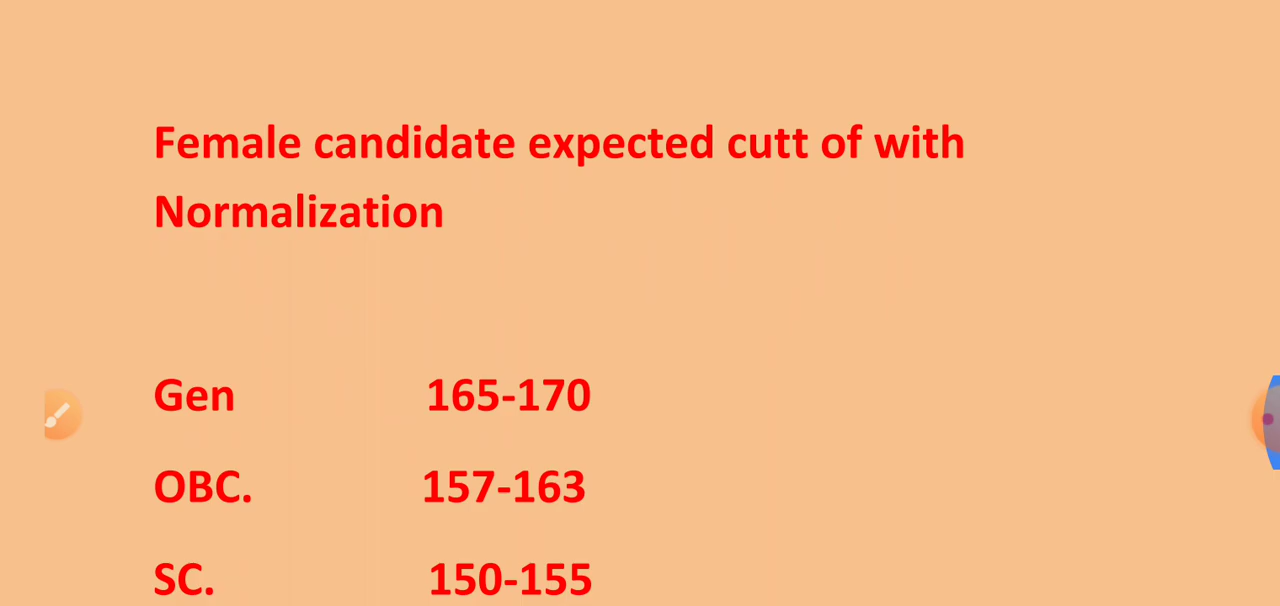 Female candidate expected cutt of with
Normalization
Gen 165-170
OBC. 157-163
SC. 150-155